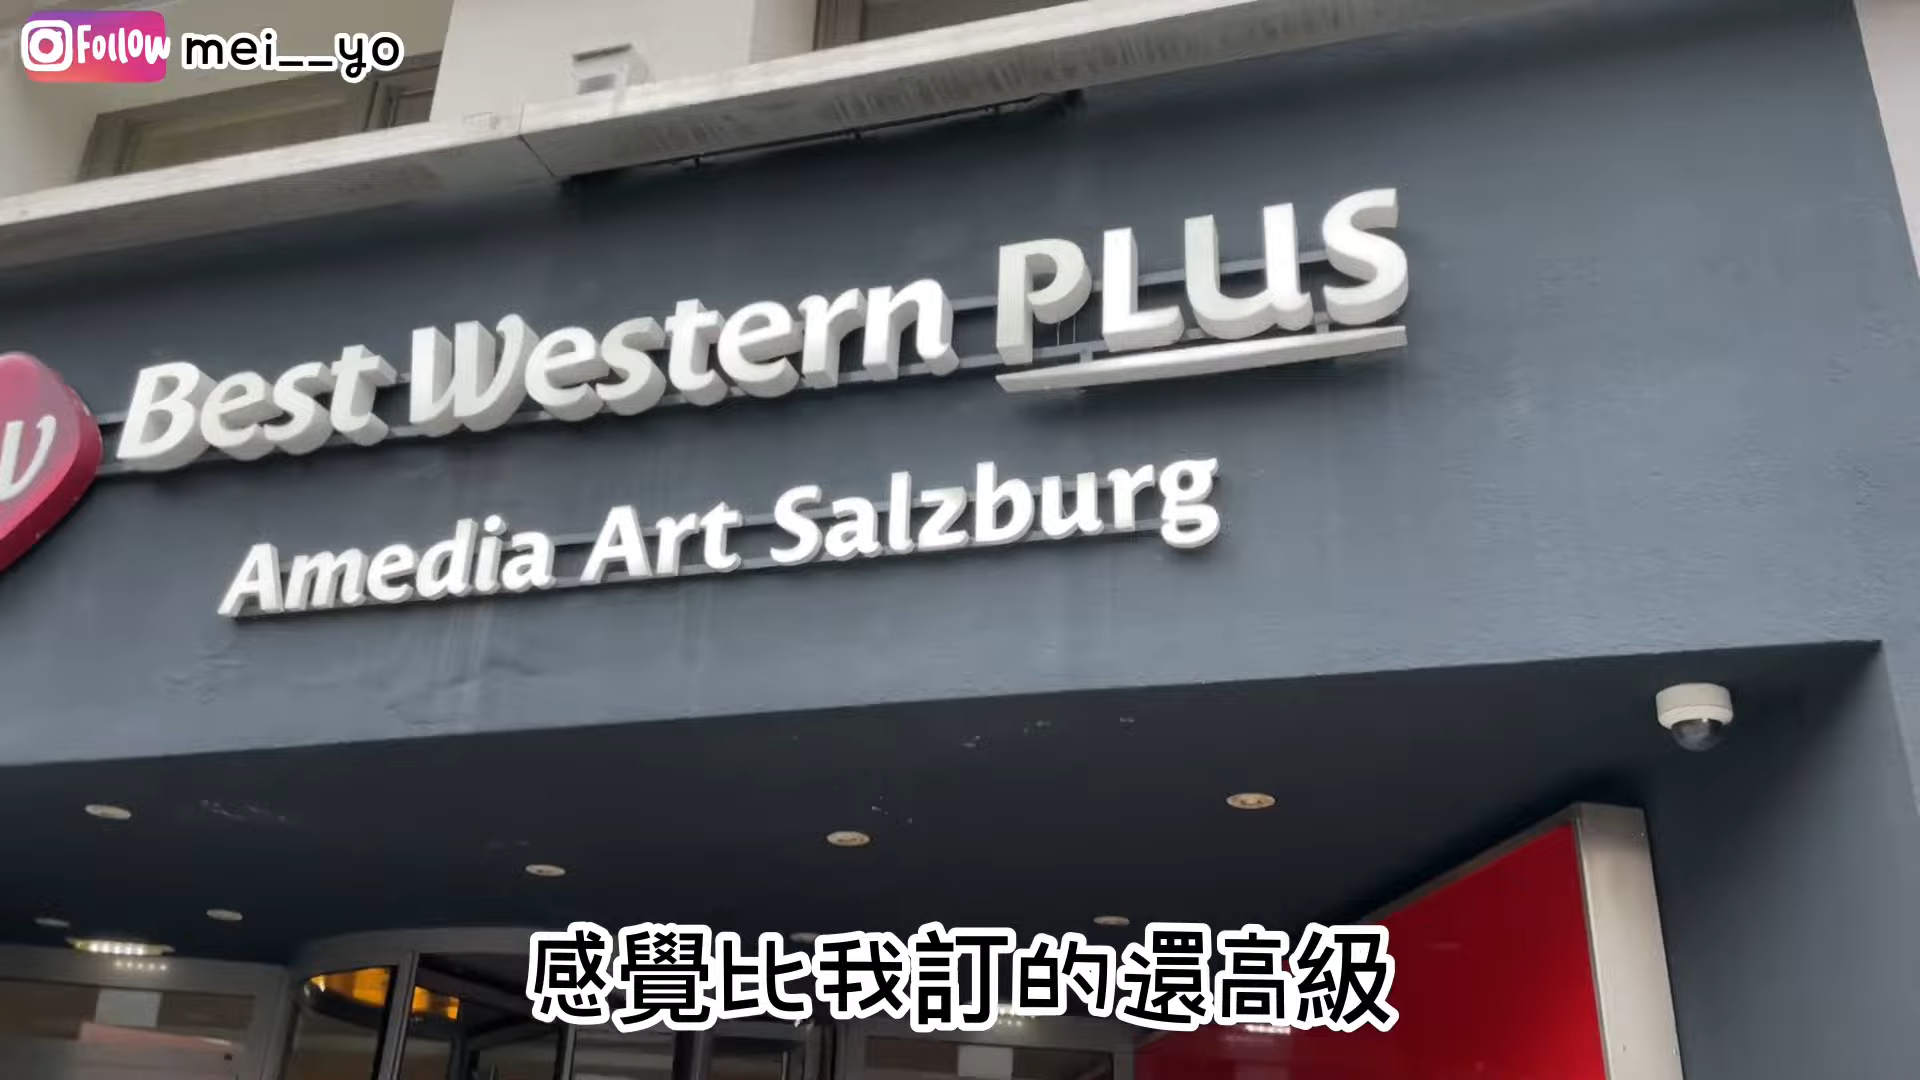 Follow mei__yo
Best Western PLUS
W
Amedia Art Salzburg
感覺比我訂的還高級